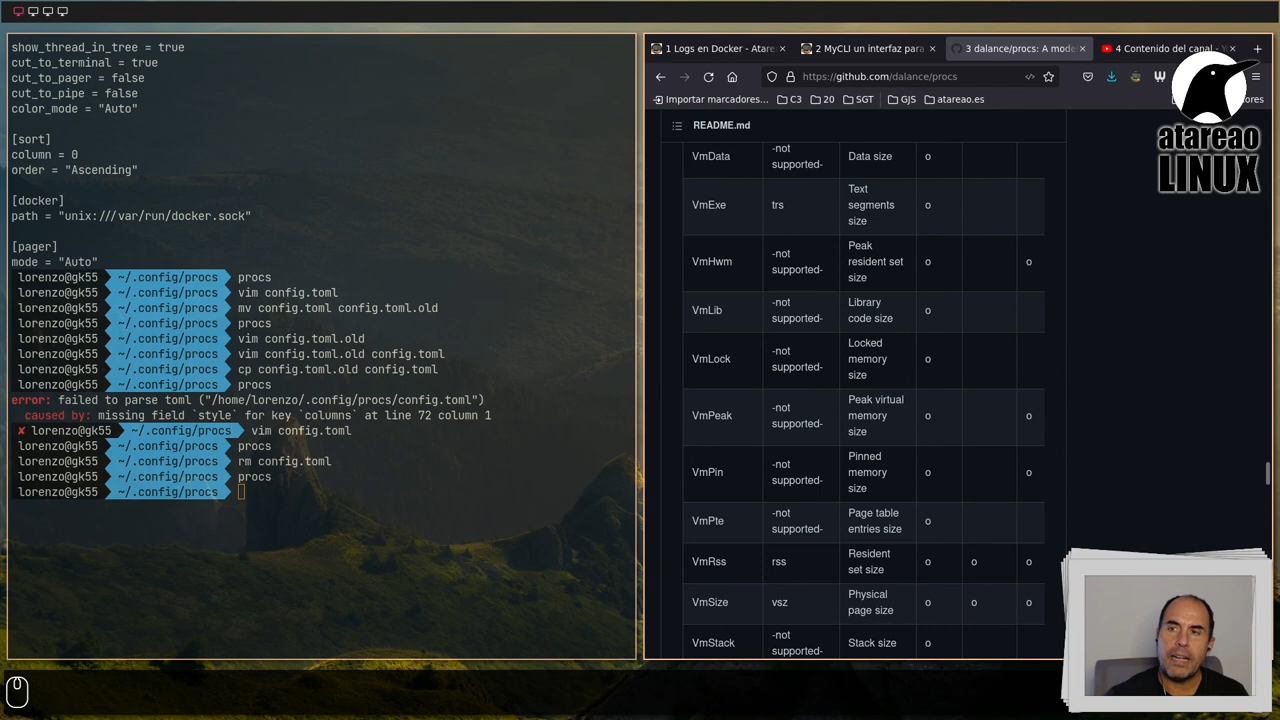 show_thread_in_tree = true
cut_to_terminal = true
cut_to_pager = false
cut_to_pipe = false
color_mode = "Auto"
[sort]
column = 0
order = "Ascending"
[docker]
path = "unix:///var/run/docker.sock"
[pager]
mode = "Auto"
lorenzo@gk55 ~/.config/procs procs
lorenzo@gk55 ~/.config/procs vim config.toml
lorenzo@gk55 ~/.config/procs mv config.toml config.toml.old
lorenzo@gk55 ~/.config/procs procs
lorenzo@gk55 ~/.config/procs vim config.toml.old
lorenzo@gk55 ~/.config/procs vim config.toml.old config.toml
lorenzo@gk55 ~/.config/procs cp config.toml.old config.toml
lorenzo@gk55 ~/.config/procs procs
error: failed to parse toml ("/home/lorenzo/.config/procs/config.toml")
caused by: missing field `style` for key `columns` at line 72 column 1
✘ lorenzo@gk55 ~/.config/procs vim config.toml
lorenzo@gk55 ~/.config/procs procs
lorenzo@gk55 ~/.config/procs rm config.toml
lorenzo@gk55 ~/.config/procs procs
lorenzo@gk55 ~/.config/procs
1 Logs en Docker - Atare × 2 MyCLI un interfaz para × 3 dalance/procs: A mode × 4 Contenido del canal - Y × +
https://github.com/dalance/procs
Importar marcadores... C3 20 SGT GJS atareao.es
atareao
LINUX
README.md
VmData -not supported- Data size o
VmExe trs Text segments size o
VmHwm -not supported- Peak resident set size o o
VmLib -not supported- Library code size o
VmLock -not supported- Locked memory size o
VmPeak -not supported- Peak virtual memory size o
VmPin -not supported- Pinned memory size o o
VmPte -not supported- Page table entries size o
VmRss rss Resident set size o o o
VmSize vsz Physical page size o o o
VmStack -not supported- Stack size o